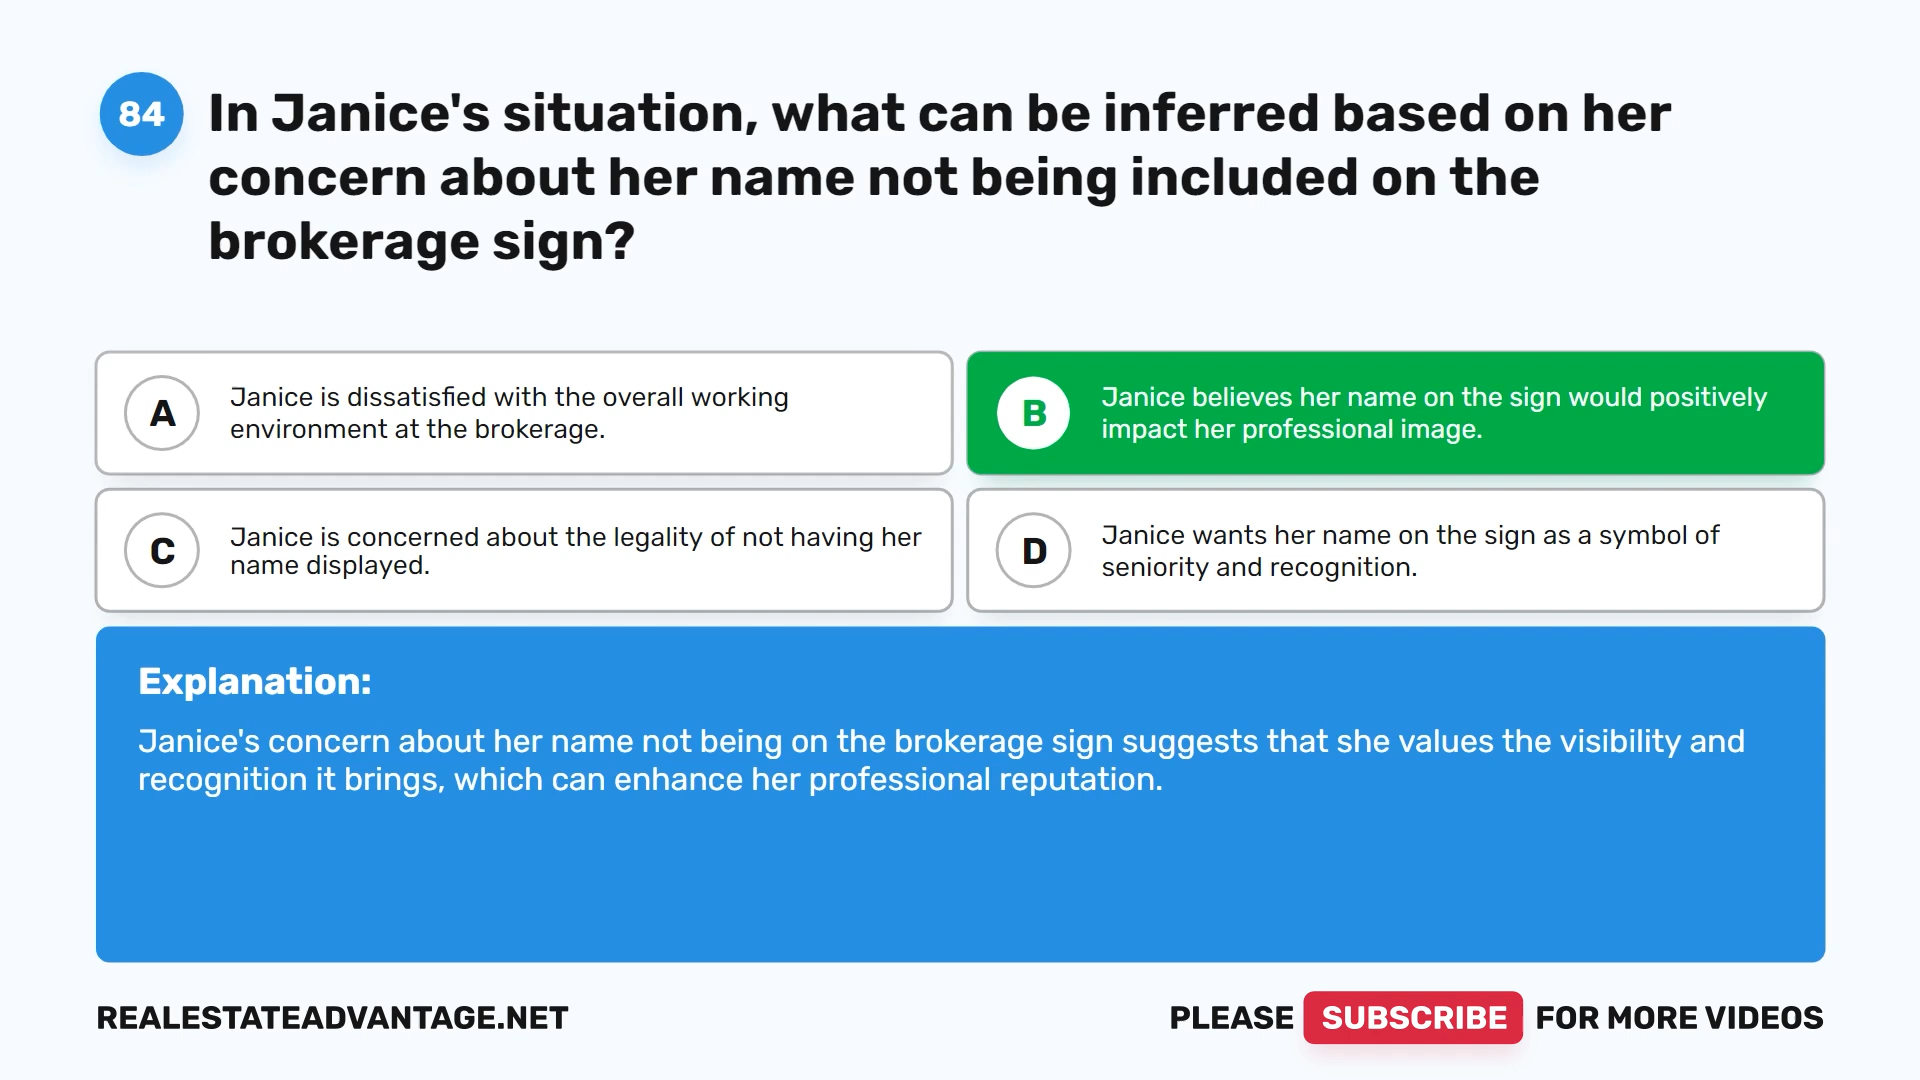 84
In Janice's situation, what can be inferred based on her
concern about her name not being included on the
brokerage sign?
A
Janice is dissatisfied with the overall working
environment at the brokerage.
B
Janice believes her name on the sign would positively
impact her professional image.
C
Janice is concerned about the legality of not having her
name displayed.
D
Janice wants her name on the sign as a symbol of
seniority and recognition.
Explanation:
Janice's concern about her name not being on the brokerage sign suggests that she values the visibility and
recognition it brings, which can enhance her professional reputation.
REALESTATEADVANTAGE.NET
PLEASE SUBSCRIBE FOR MORE VIDEOS